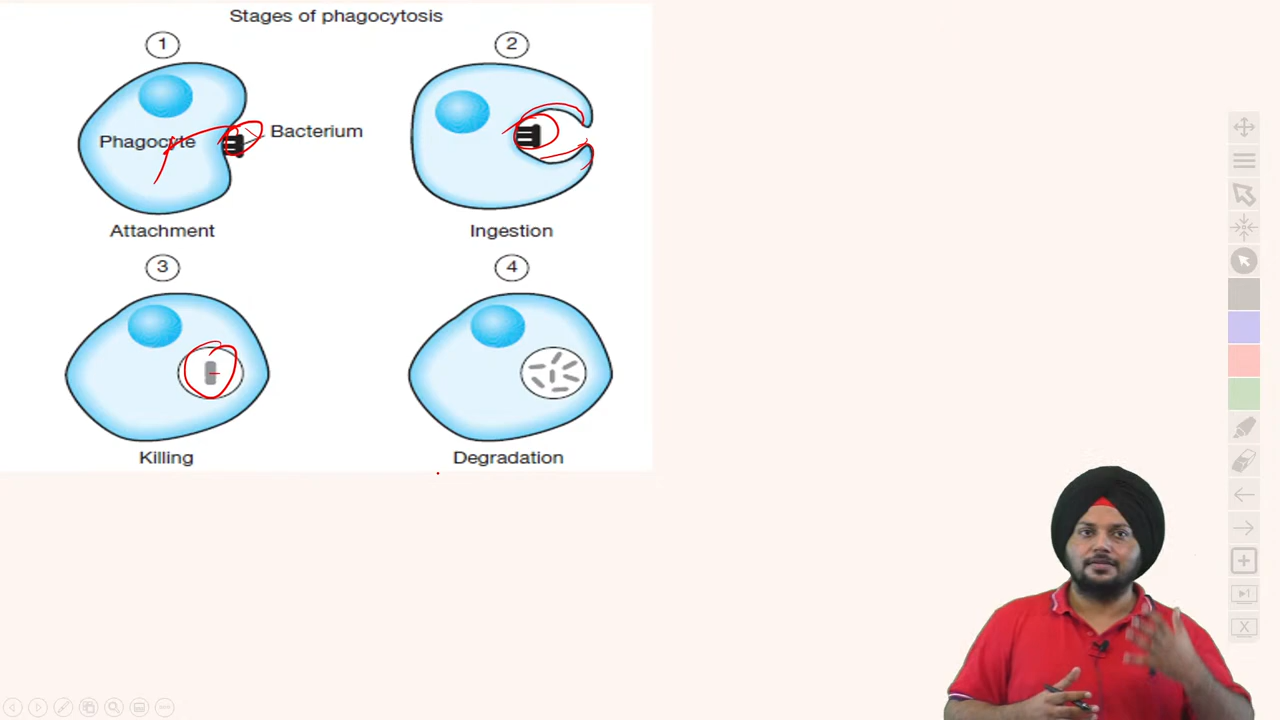 Stages of phagocytosis
1
2
Phagocyte
Bacterium
Attachment
Ingestion
3
4
Killing
Degradation